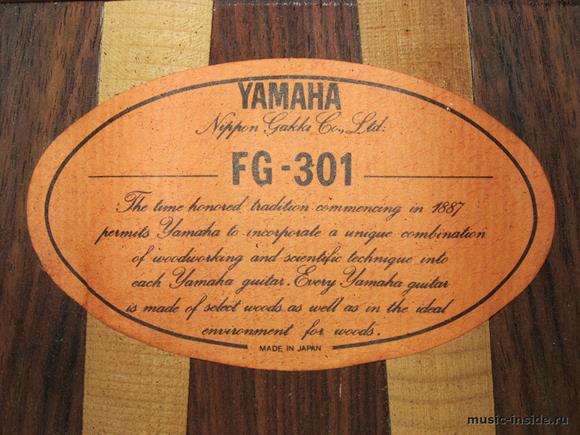 YAMAHA
Nippon Gakki Co., Ltd.
FG-301
The time honored tradition commencing in 1887
permits Yamaha to incorporate a unique combination
of woodworking and scientific technique into
each Yamaha guitar. Every Yamaha guitar
is made of select woods as well as in the ideal
environment for woods.
MADE IN JAPAN
music-inside.ru